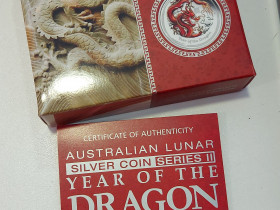 CERTIFICATE OF AUTHENTICITY
AUSTRALIAN LUNAR
SILVER COIN SERIES II
YEAR OF THE
DRAGON